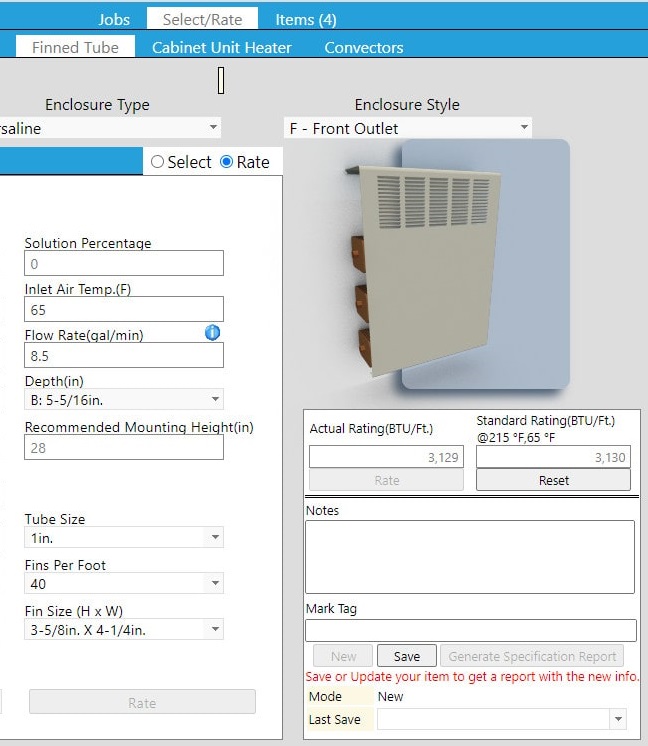 Jobs Select/Rate Items (4)
Finned Tube Cabinet Unit Heater Convectors
Enclosure Type Enclosure Style
rsaline F - Front Outlet
Select Rate
Solution Percentage
0
Inlet Air Temp.(F)
65
Flow Rate(gal/min)
8.5
Depth(in)
B: 5-5/16in.
Recommended Mounting Height(in)
28
Tube Size
1in.
Fins Per Foot
40
Fin Size (H x W)
3-5/8in. X 4-1/4in.
Rate
Actual Rating(BTU/Ft.) Standard Rating(BTU/Ft.)
@215 °F,65 °F
3,129 3,130
Rate Reset
Notes
Mark Tag
New Save Generate Specification Report
Save or Update your item to get a report with the new info.
Mode New
Last Save